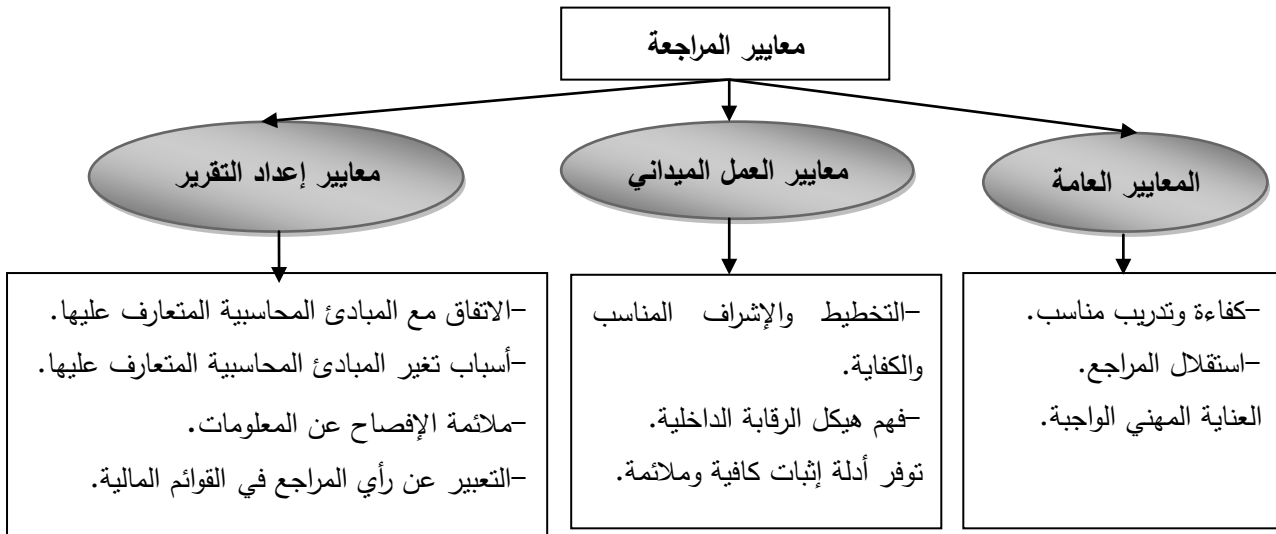 معايير المراجعة
المعايير العامة
معايير العمل الميداني
معايير إعداد التقرير
-كفاءة وتدريب مناسب.
-استقلال المراجع.
العناية المهني الواجبة.
-التخطيط والإشراف المناسب
والكفاية.
-فهم هيكل الرقابة الداخلية.
توفر أدلة إثبات كافية وملائمة.
-الاتفاق مع المبادئ المحاسبية المتعارف عليها.
-أسباب تغير المبادئ المحاسبية المتعارف عليها.
-ملائمة الإفصاح عن المعلومات.
-التعبير عن رأي المراجع في القوائم المالية.